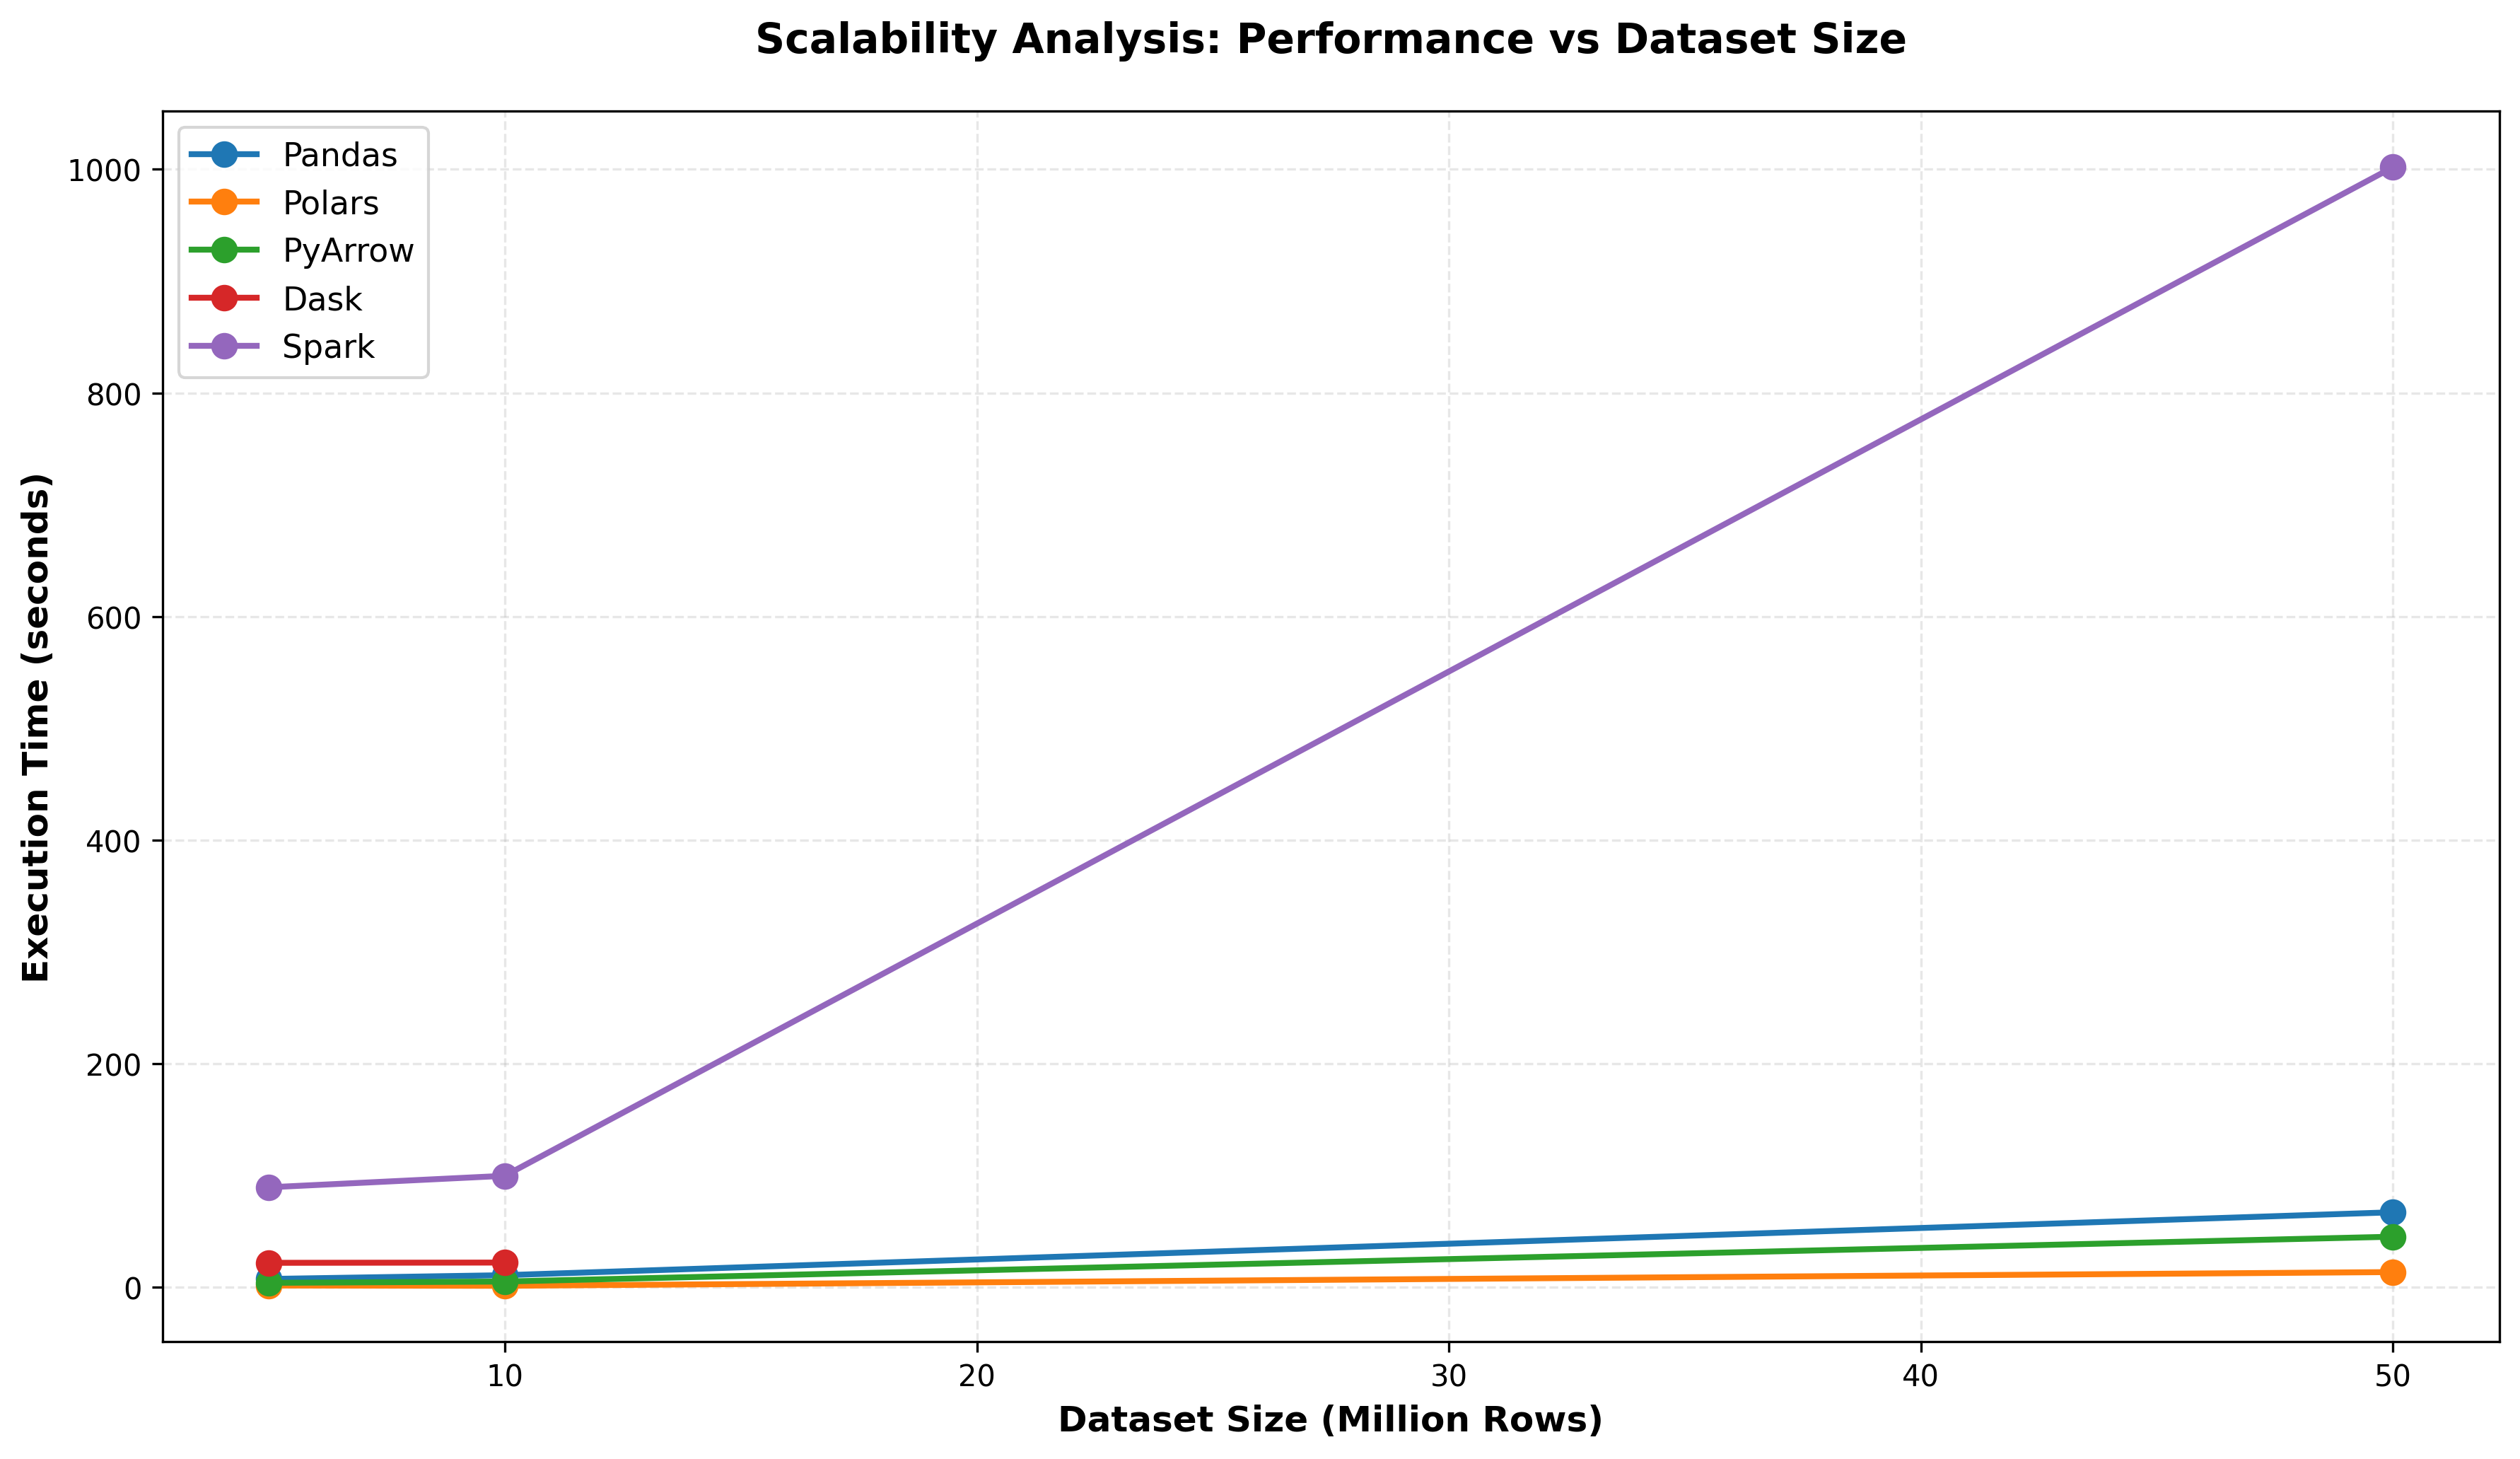 Scalability Analysis: Performance vs Dataset Size
Pandas
Polars
PyArrow
Dask
Spark
1000
800
600
400
200
0
Execution Time (seconds)
10
20
30
40
50
Dataset Size (Million Rows)